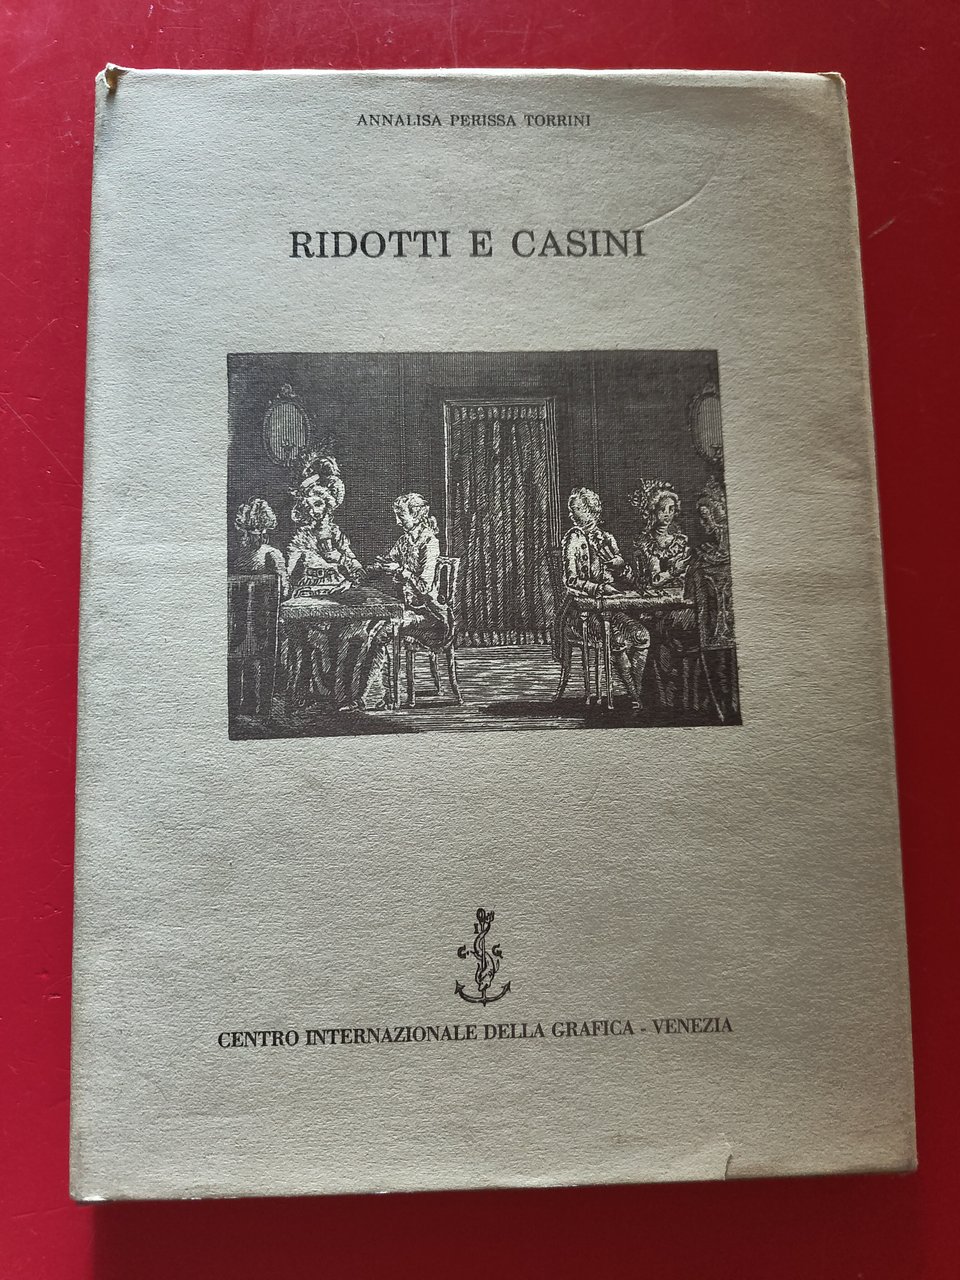 ANNALISA PERISSA TORRINI
RIDOTTI E CASINI
I
C G
CENTRO INTERNAZIONALE DELLA GRAFICA - VENEZIA